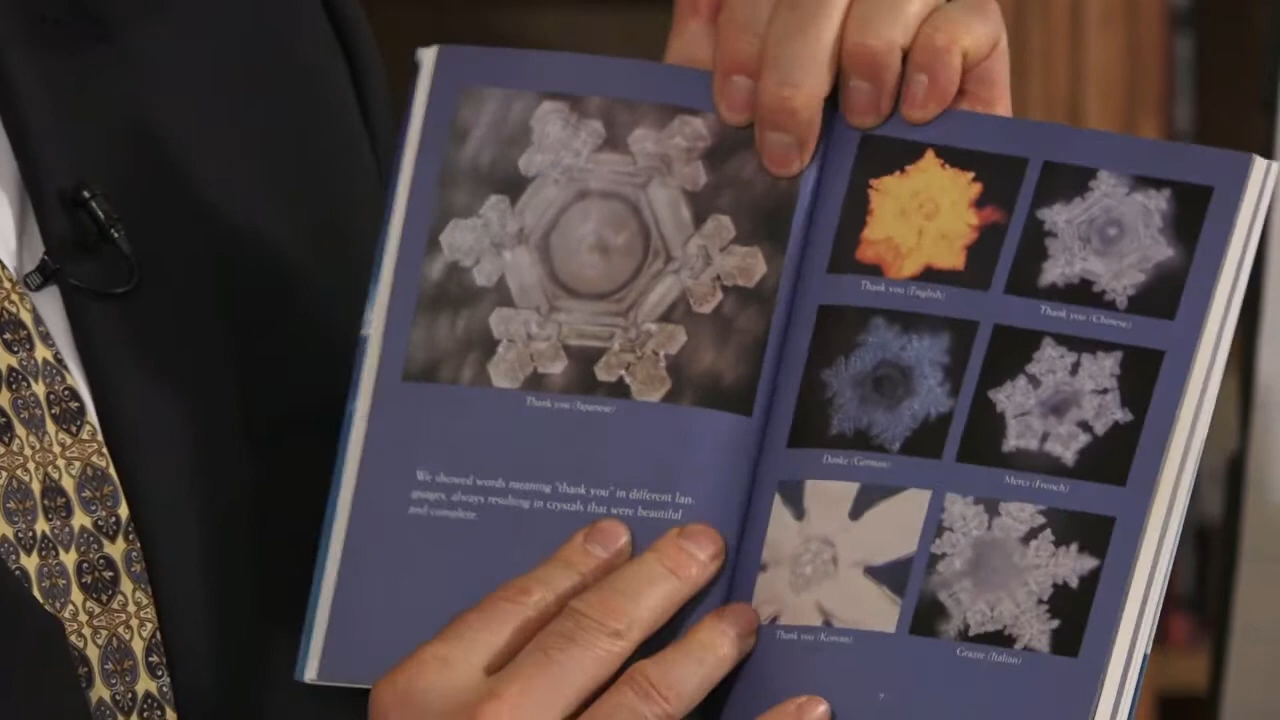 Thank you (Japanese)
We showed words meaning "thank you" in different lan-
guages, always resulting in crystals that were beautiful
and complete.
Thank you (English)
Thank you (Chinese)
Danke (German)
Merci (French)
Thank you (Korean)
Grazie (Italian)
7